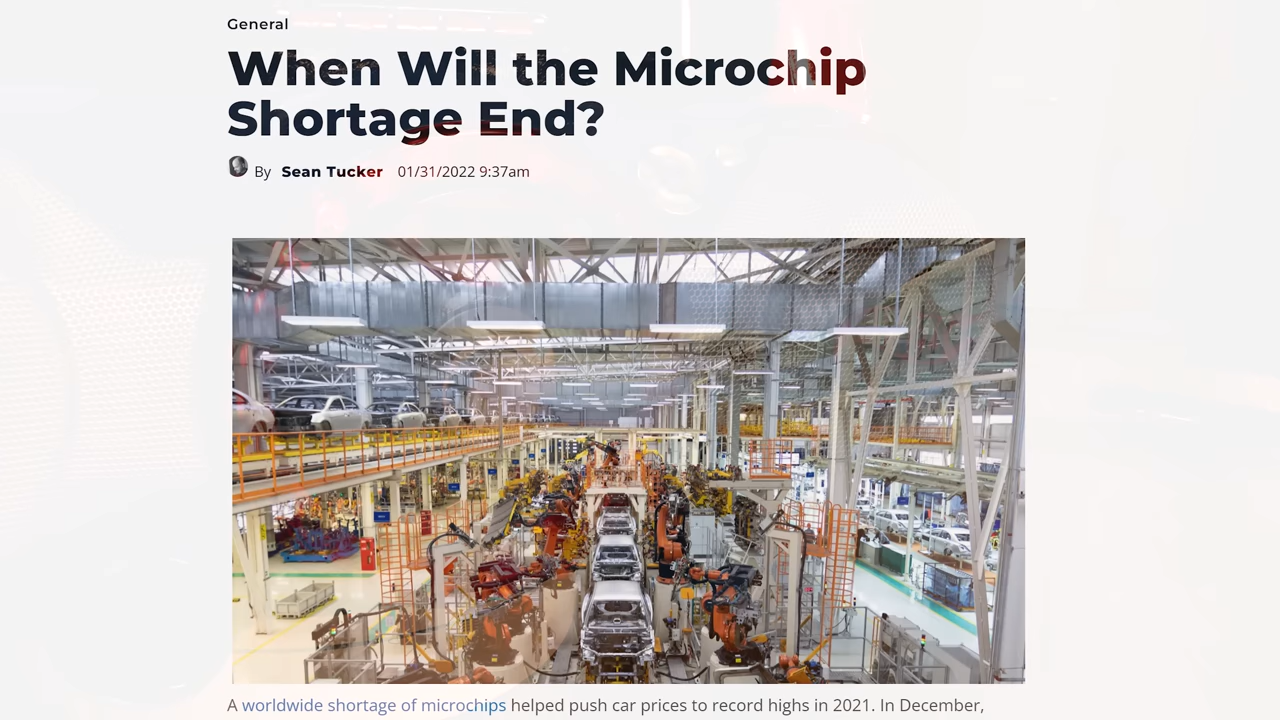 General
When Will the Microchip
Shortage End?
By Sean Tucker 01/31/2022 9:37am
A worldwide shortage of microchips helped push car prices to record highs in 2021. In December,